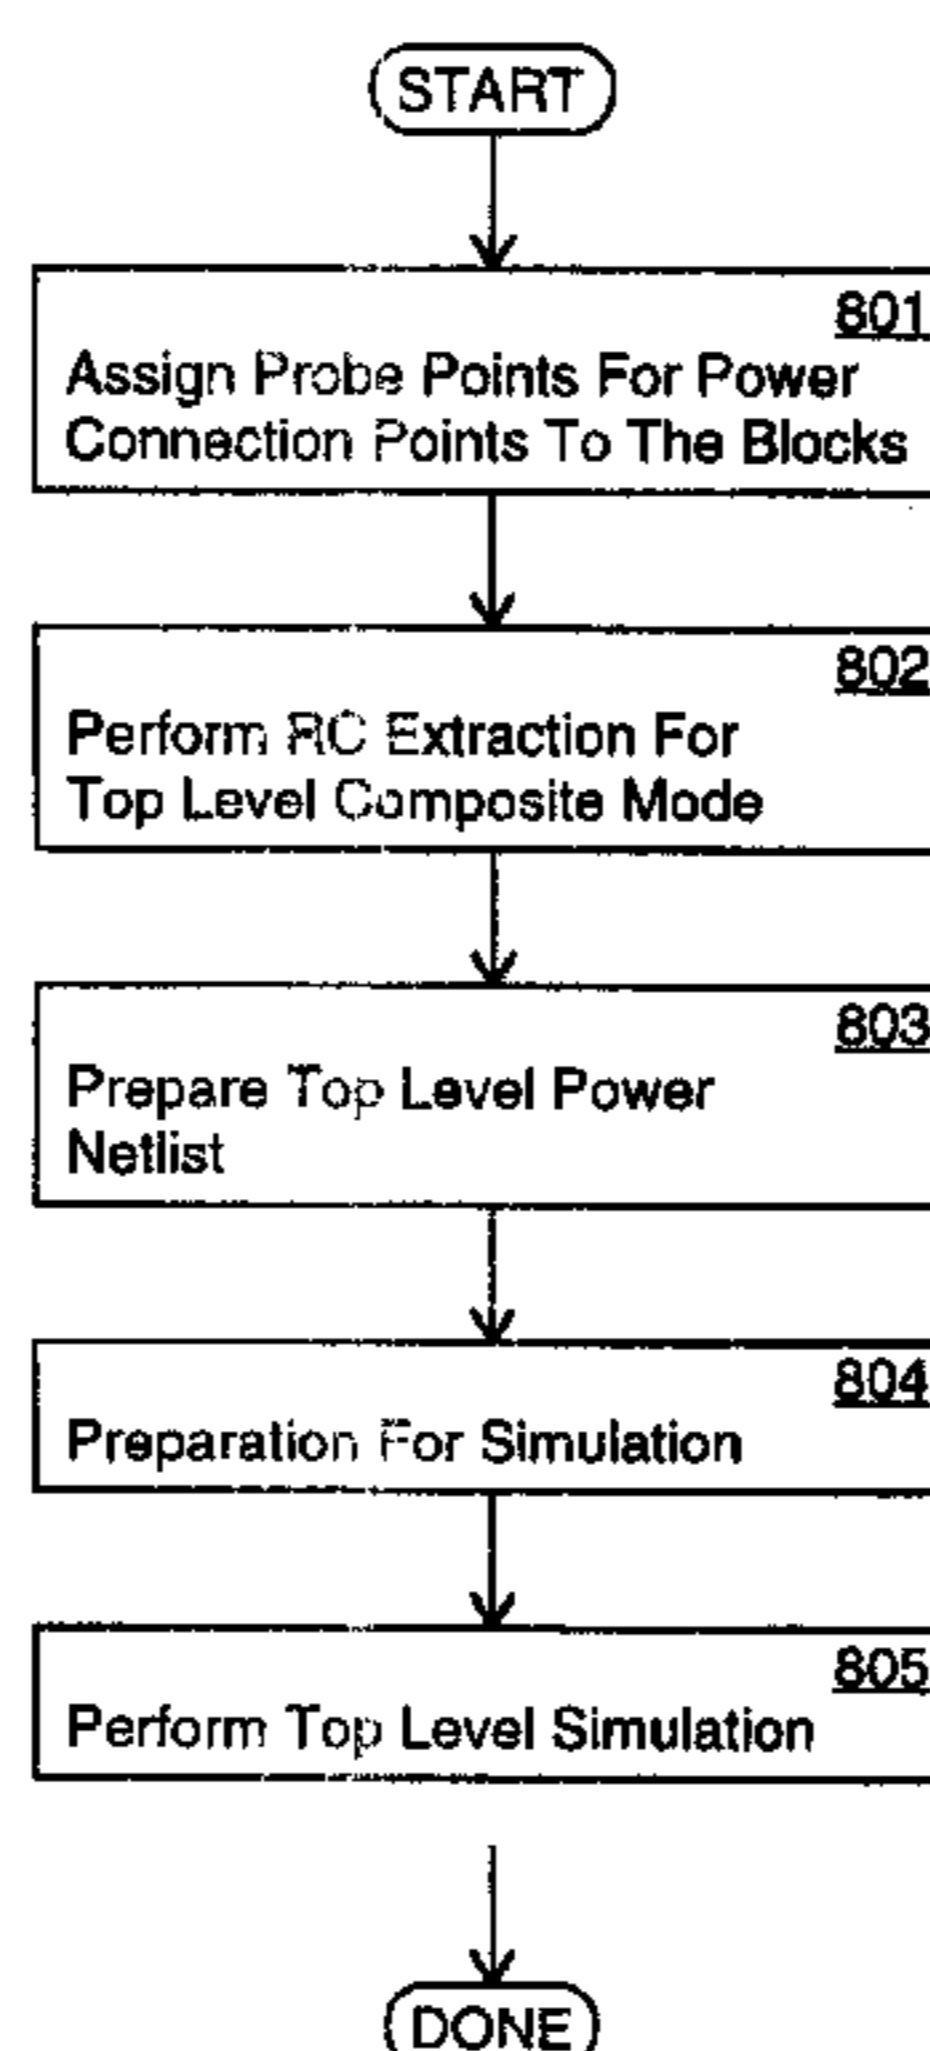 START
801
Assign Probe Points For Power
Connection Points To The Blocks
802
Perform RC Extraction For
Top Level Composite Mode
803
Prepare Top Level Power
Netlist
804
Preparation For Simulation
805
Perform Top Level Simulation
DONE